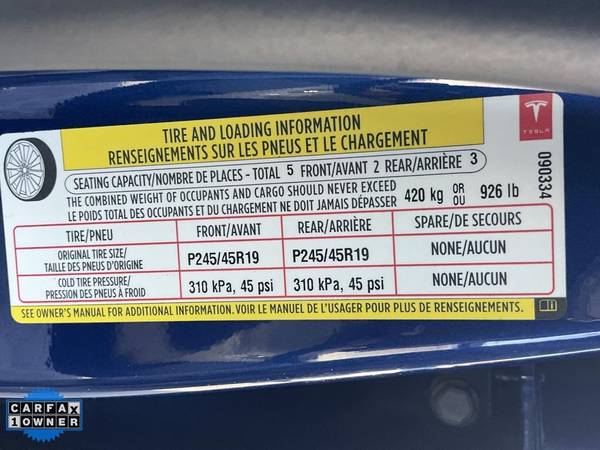 TIRE AND LOADING INFORMATION
RENSEIGNEMENTS SUR LES PNEUS ET LE CHARGEMENT
TESLA
090334
SEATING CAPACITY/NOMBRE DE PLACES - TOTAL 5 FRONT/AVANT 2 REAR/ARRIÈRE 3
THE COMBINED WEIGHT OF OCCUPANTS AND CARGO SHOULD NEVER EXCEED
LE POIDS TOTAL DES OCCUPANTS ET DU CHARGEMENT NE DOIT JAMAIS DÉPASSER
420 kg OR OU 926 lb
TIRE/PNEU FRONT/AVANT REAR/ARRIÈRE SPARE/DE SECOURS
ORIGINAL TIRE SIZE/
TAILLE DES PNEUS D'ORIGINE
P245/45R19 P245/45R19 NONE/AUCUN
COLD TIRE PRESSURE/
PRESSION DES PNEUS À FROID
310 kPa, 45 psi 310 kPa, 45 psi NONE/AUCUN
SEE OWNER'S MANUAL FOR ADDITIONAL INFORMATION. VOIR LE MANUEL DE L'USAGER POUR PLUS DE RENSEIGNEMENTS.
CARFAX
1 OWNER